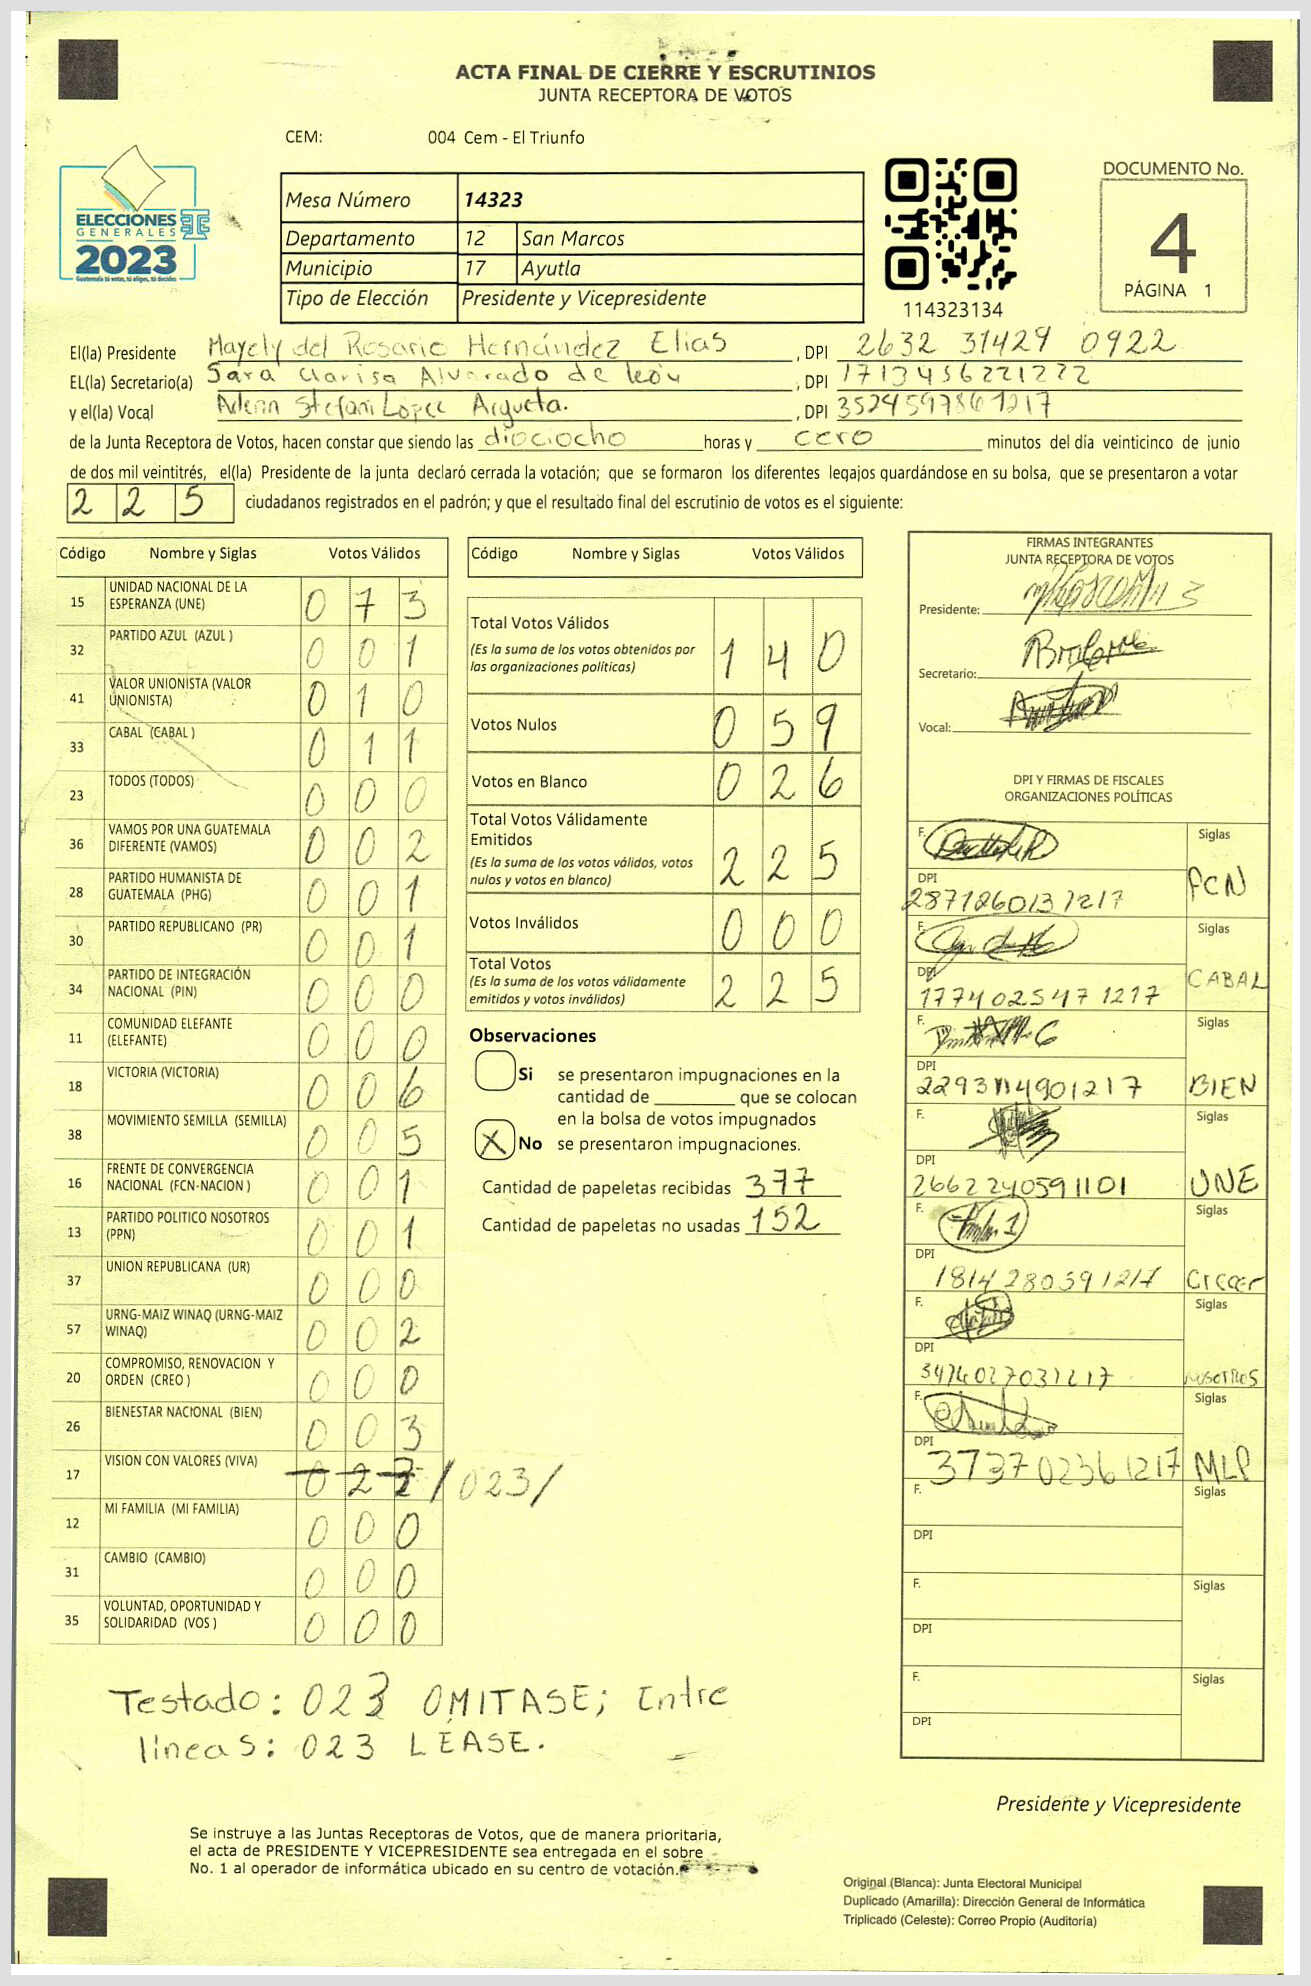 ACTA FINAL DE CIERRE Y ESCRUTINIOS
JUNTA RECEPTORA DE VOTOS
CEM: 004 Cem - El Triunfo
ELECCIONES
GENERALES
2023
Mesa Número 14323
Departamento 12 San Marcos
Municipio 17 Ayutla
Tipo de Elección Presidente y Vicepresidente
114323134
DOCUMENTO No.
4
PÁGINA 1
El(la) Presidente Mayely del Rosario Hernández Elias, DPI 2632 31429 0922
EL(la) Secretario(a) Sara Clarisa Alvarado de león, DPI 1713456221222
y el(la) Vocal Stefani Lopez Argueta., DPI 3524597861217
de la Junta Receptora de Votos, hacen constar que siendo las diociocho horas y cero minutos del día veinticinco de junio
de dos mil veintitrés, el(la) Presidente de la junta declaró cerrada la votación; que se formaron los diferentes legajos quardándose en su bolsa, que se presentaron a votar
225 ciudadanos registrados en el padrón; y que el resultado final del escrutinio de votos es el siguiente:
Código Nombre y Siglas Votos Válidos
15 UNIDAD NACIONAL DE LA ESPERANZA (UNE) 0 7 3
32 PARTIDO AZUL (AZUL ) 0 0 1
41 VALOR UNIONISTA (VALOR UNIONISTA) 0 1 0
33 CABAL (CABAL ) 0 1 1
23 TODOS (TODOS) 0 0 0
36 VAMOS POR UNA GUATEMALA DIFERENTE (VAMOS) 0 0 2
28 PARTIDO HUMANISTA DE GUATEMALA (PHG) 0 0 1
30 PARTIDO REPUBLICANO (PR) 0 0 1
34 PARTIDO DE INTEGRACIÓN NACIONAL (PIN) 0 0 0
11 COMUNIDAD ELEFANTE (ELEFANTE) 0 0 0
18 VICTORIA (VICTORIA) 0 0 6
38 MOVIMIENTO SEMILLA (SEMILLA) 0 0 5
16 FRENTE DE CONVERGENCIA NACIONAL (FCN-NACION ) 0 0 1
13 PARTIDO POLITICO NOSOTROS (PPN) 0 0 1
37 UNION REPUBLICANA (UR) 0 0 0
57 URNG-MAIZ WINAQ (URNG-MAIZ WINAQ) 0 0 2
20 COMPROMISO, RENOVACION Y ORDEN (CREO ) 0 0 0
26 BIENESTAR NACIONAL (BIEN) 0 0 3
17 VISION CON VALORES (VIVA) 0 2 3 /023/
12 MI FAMILIA (MI FAMILIA) 0 0 0
31 CAMBIO (CAMBIO) 0 0 0
35 VOLUNTAD, OPORTUNIDAD Y SOLIDARIDAD (VOS ) 0 0 0
Testado: 023 OMITASE; Entre
lineas: 023 LÉASE.
Código Nombre y Siglas Votos Válidos
Total Votos Válidos 1 4 0
(Es la suma de los votos obtenidos por
las organizaciones políticas)
Votos Nulos 0 5 9
Votos en Blanco 0 2 6
Total Votos Válidamente
Emitidos 2 2 5
(Es la suma de los votos válidos, votos
nulos y votos en blanco)
Votos Inválidos 0 0 0
Total Votos 2 2 5
(Es la suma de los votos válidamente
emitidos y votos inválidos)
Observaciones
Si se presentaron impugnaciones en la
cantidad de ________ que se colocan
en la bolsa de votos impugnados
X No se presentaron impugnaciones.
Cantidad de papeletas recibidas 377
Cantidad de papeletas no usadas 152
FIRMAS INTEGRANTES
JUNTA RECEPTORA DE VOTOS
Presidente:
Secretario:
Vocal:
DPI Y FIRMAS DE FISCALES
ORGANIZACIONES POLÍTICAS
F. Siglas
DPI 2871260131217 FCN
F. Siglas
DPI 1774025471217 CABAL
F. Siglas
DPI BIEN
F. Siglas
DPI 2662240591101 UNE
F. Siglas
DPI 1814280591217 Creer
F. Siglas
DPI 3474027031217 NOSOTROS
F. Siglas
DPI 373702361217 MLP
F. Siglas
DPI
F. Siglas
DPI
F. Siglas
DPI
Presidente y Vicepresidente
Se instruye a las Juntas Receptoras de Votos, que de manera prioritaria,
el acta de PRESIDENTE Y VICEPRESIDENTE sea entregada en el sobre
No. 1 al operador de informática ubicado en su centro de votación.
Original (Blanca): Junta Electoral Municipal
Duplicado (Amarilla): Dirección General de Informática
Triplicado (Celeste): Correo Propio (Auditoría)